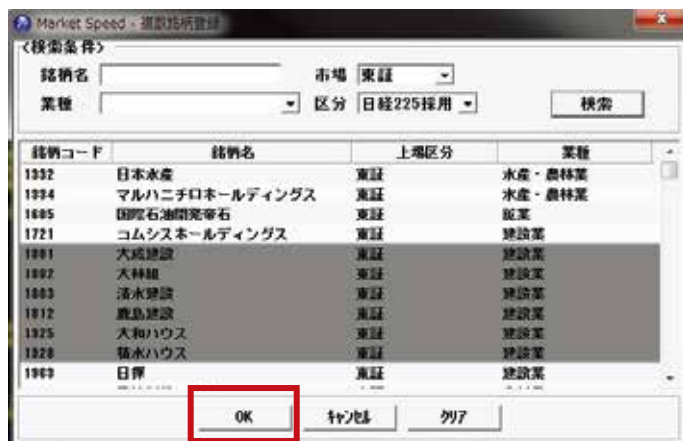 Market Speed - 複数銘柄登録
<検索条件>
銘柄名 市場 東証
業種 区分 日経225採用 検索
銘柄コード 銘柄名 上場区分 業種
1332 日本水産 東証 水産・農林業
1334 マルハニチロホールディングス 東証 水産・農林業
1605 国際石油開発帝石 東証 鉱業
1721 コムシスホールディングス 東証 建設業
1801 大成建設 東証 建設業
1802 大林組 東証 建設業
1803 清水建設 東証 建設業
1812 鹿島建設 東証 建設業
1925 大和ハウス 東証 建設業
1928 積水ハウス 東証 建設業
1963 日揮 東証 建設業
OK キャンセル クリア